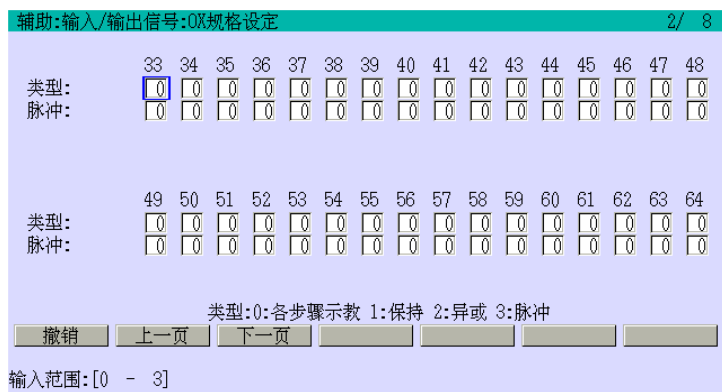 辅助:输入/输出信号:OX规格设定 2/ 8
33 34 35 36 37 38 39 40 41 42 43 44 45 46 47 48
类型: 0 0 0 0 0 0 0 0 0 0 0 0 0 0 0 0
脉冲: 0 0 0 0 0 0 0 0 0 0 0 0 0 0 0 0
49 50 51 52 53 54 55 56 57 58 59 60 61 62 63 64
类型: 0 0 0 0 0 0 0 0 0 0 0 0 0 0 0 0
脉冲: 0 0 0 0 0 0 0 0 0 0 0 0 0 0 0 0
类型:0:各步骤示教 1:保持 2:异或 3:脉冲
撤销 上一页 下一页
输入范围:[0 - 3]